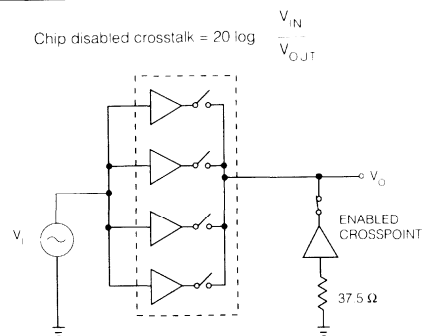 Chip disabled crosstalk = 20 log V_IN
V_OUT
V_O
ENABLED
CROSSPOINT
V_I
37.5 Ω